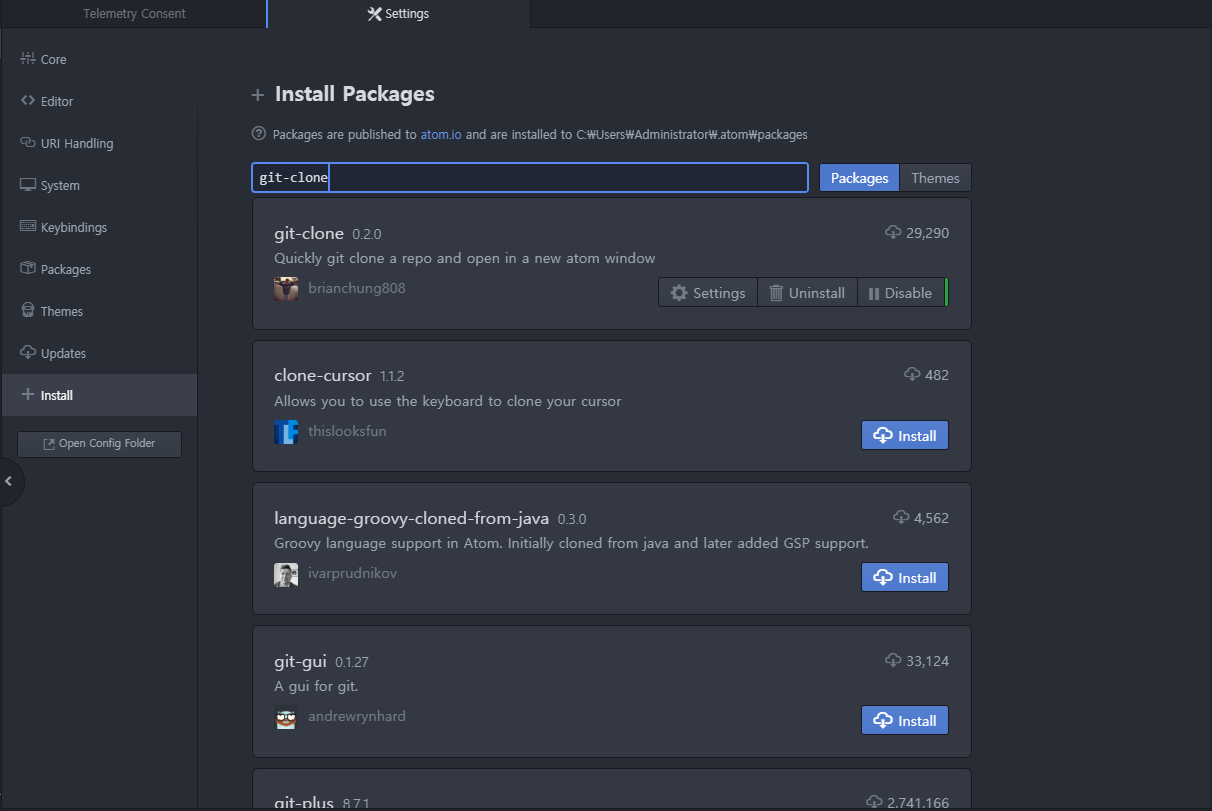 Telemetry Consent
Settings
Core
Editor
URI Handling
System
Keybindings
Packages
Themes
Updates
Install
Open Config Folder
Install Packages
Packages are published to atom.io and are installed to C:₩Users₩Administrator₩.atom₩packages
git-clone
Packages
Themes
git-clone 0.2.0
29,290
Quickly git clone a repo and open in a new atom window
brianchung808
Settings
Uninstall
Disable
clone-cursor 1.1.2
482
Allows you to use the keyboard to clone your cursor
thislooksfun
Install
language-groovy-cloned-from-java 0.3.0
4,562
Groovy language support in Atom. Initially cloned from java and later added GSP support.
ivarprudnikov
Install
git-gui 0.1.27
33,124
A gui for git.
andrewrynhard
Install
git-plus 8.7.1
2,741,166